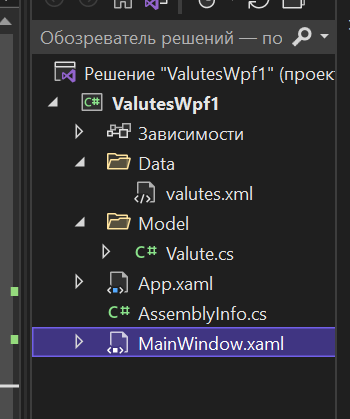 Обозреватель решений — по
Решение "ValutesWpf1" (проек
C# ValutesWpf1
Зависимости
Data
valutes.xml
Model
C# Valute.cs
App.xaml
C# AssemblyInfo.cs
MainWindow.xaml